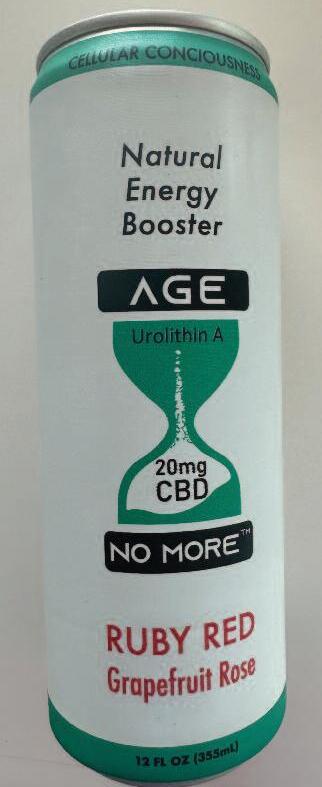 CELLULAR CONCIOUSNESS
Natural
Energy
Booster
AGE
Urolithin A
20mg
CBD
NO MORE™
RUBY RED
Grapefruit Rose
12 FL OZ (355mL)